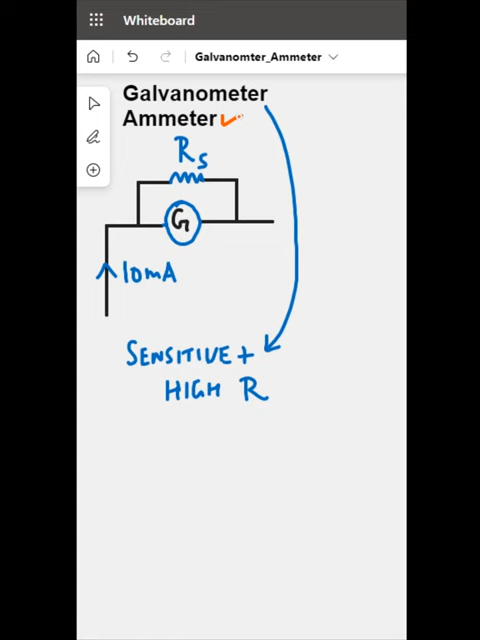 Whiteboard
Galvanomter_Ammeter
Galvanometer
Ammeter
Rs
G
10mA
SENSITIVE +
HIGH R